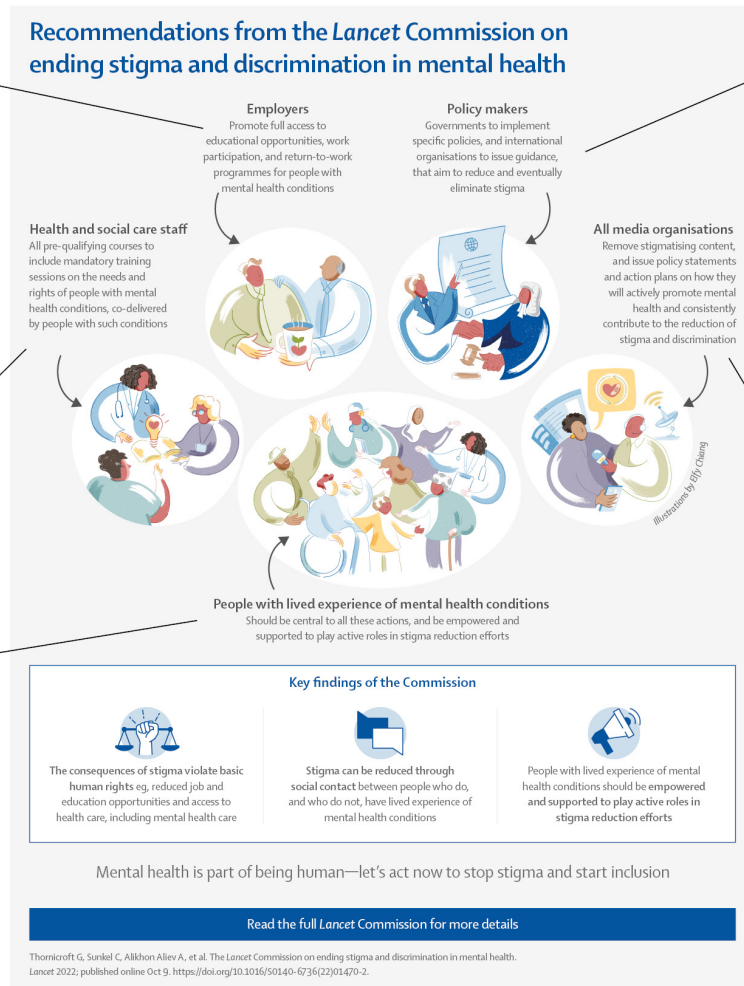 Recommendations from the Lancet Commission on
ending stigma and discrimination in mental health
Employers
Promote full access to
educational opportunities, work
participation, and return-to-work
programmes for people with
mental health conditions
Policy makers
Governments to implement
specific policies, and international
organisations to issue guidance,
that aim to reduce and eventually
eliminate stigma
Health and social care staff
All pre-qualifying courses to
include mandatory training
sessions on the needs and
rights of people with mental
health conditions, co-delivered
by people with such conditions
All media organisations
Remove stigmatising content,
and issue policy statements
and action plans on how they
will actively promote mental
health and consistently
contribute to the reduction of
stigma and discrimination
Illustrations by Elfy Chiang
People with lived experience of mental health conditions
Should be central to all these actions, and be empowered and
supported to play active roles in stigma reduction efforts
Key findings of the Commission
The consequences of stigma violate basic
human rights eg, reduced job and
education opportunities and access to
health care, including mental health care
Stigma can be reduced through
social contact between people who do,
and who do not, have lived experience of
mental health conditions
People with lived experience of mental
health conditions should be empowered
and supported to play active roles in
stigma reduction efforts
Mental health is part of being human—let's act now to stop stigma and start inclusion
Read the full Lancet Commission for more details
Thornicroft G, Sunkel C, Alikhon Aliev A, et al. The Lancet Commission on ending stigma and discrimination in mental health.
Lancet 2022; published online Oct 9. https://doi.org/10.1016/S0140-6736(22)01470-2.